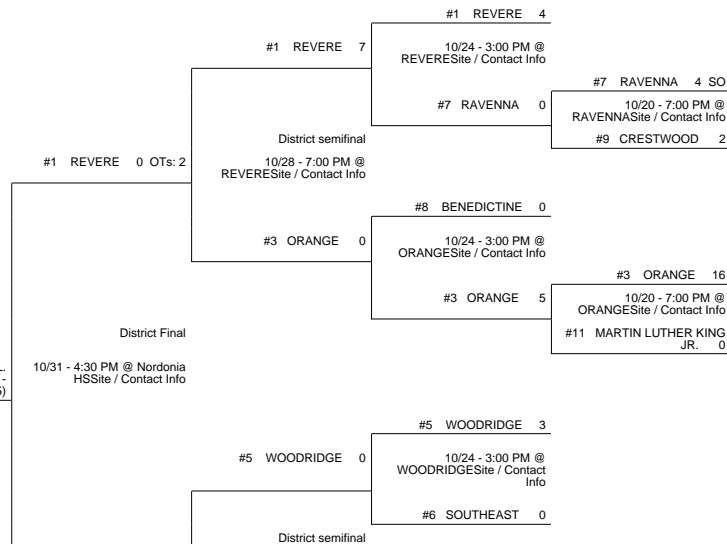 #1 REVERE 4
#1 REVERE 7
10/24 - 3:00 PM @
REVERESite / Contact Info
#7 RAVENNA 4 SO
#7 RAVENNA 0
10/20 - 7:00 PM @
RAVENNASite / Contact Info
District semifinal
#9 CRESTWOOD 2
#1 REVERE 0 OTs: 2
10/28 - 7:00 PM @
REVERESite / Contact Info
#8 BENEDICTINE 0
#3 ORANGE 0
10/24 - 3:00 PM @
ORANGESite / Contact Info
#3 ORANGE 16
#3 ORANGE 5
10/20 - 7:00 PM @
ORANGESite / Contact Info
District Final
#11 MARTIN LUTHER KING
JR. 0
10/31 - 4:30 PM @ Nordonia
HSSite / Contact Info
#5 WOODRIDGE 3
#5 WOODRIDGE 0
10/24 - 3:00 PM @
WOODRIDGESite / Contact
Info
#6 SOUTHEAST 0
District semifinal